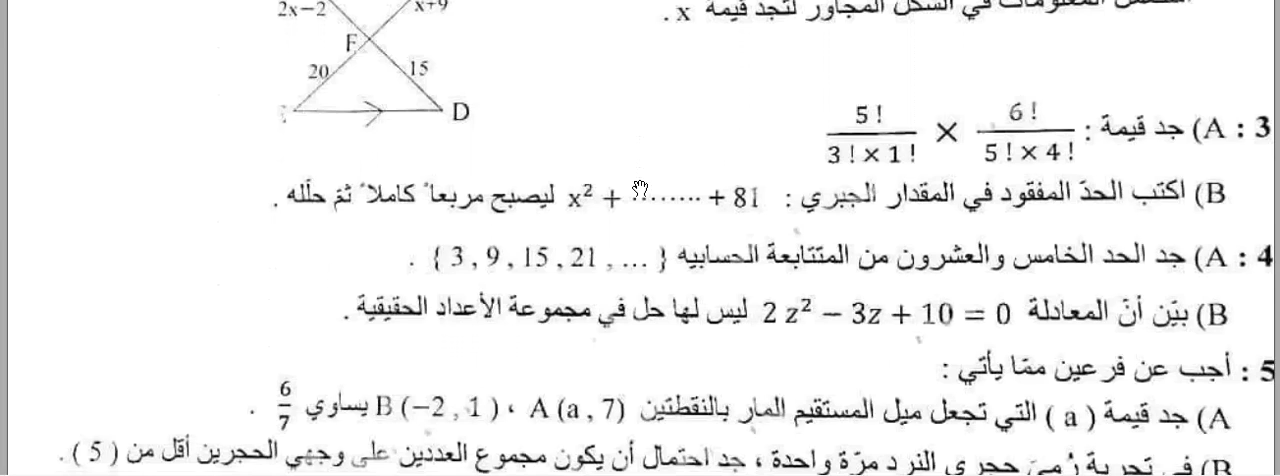 2x−2
x+9
المعلومات في الشكل المجاور لتجد قيمة x .
F
20
15
D
3 : A) جد قيمة : 6! / (5! × 4!) × 5! / (3! × 1!)
B) اكتب الحدّ المفقود في المقدار الجبري : x² + ........ + 81 ليصبح مربعاً كاملاً ثمّ حلّله .
4 : A) جد الحد الخامس والعشرون من المتتابعة الحسابيه { 3 , 9 , 15 , 21 , ... } .
B) بيّن أنّ المعادلة 2 z² − 3z + 10 = 0 ليس لها حل في مجموعة الأعداد الحقيقية .
5 : أجب عن فرعين ممّا يأتي :
A) جد قيمة ( a ) التي تجعل ميل المستقيم المار بالنقطتين A (a , 7) ، B (−2 , 1) يساوي 6/7 .
B) في تجربة رمي حجري النرد مرّة واحدة ، جد احتمال أن يكون مجموع العددين على وجهي الحجرين أقل من ( 5 ) .